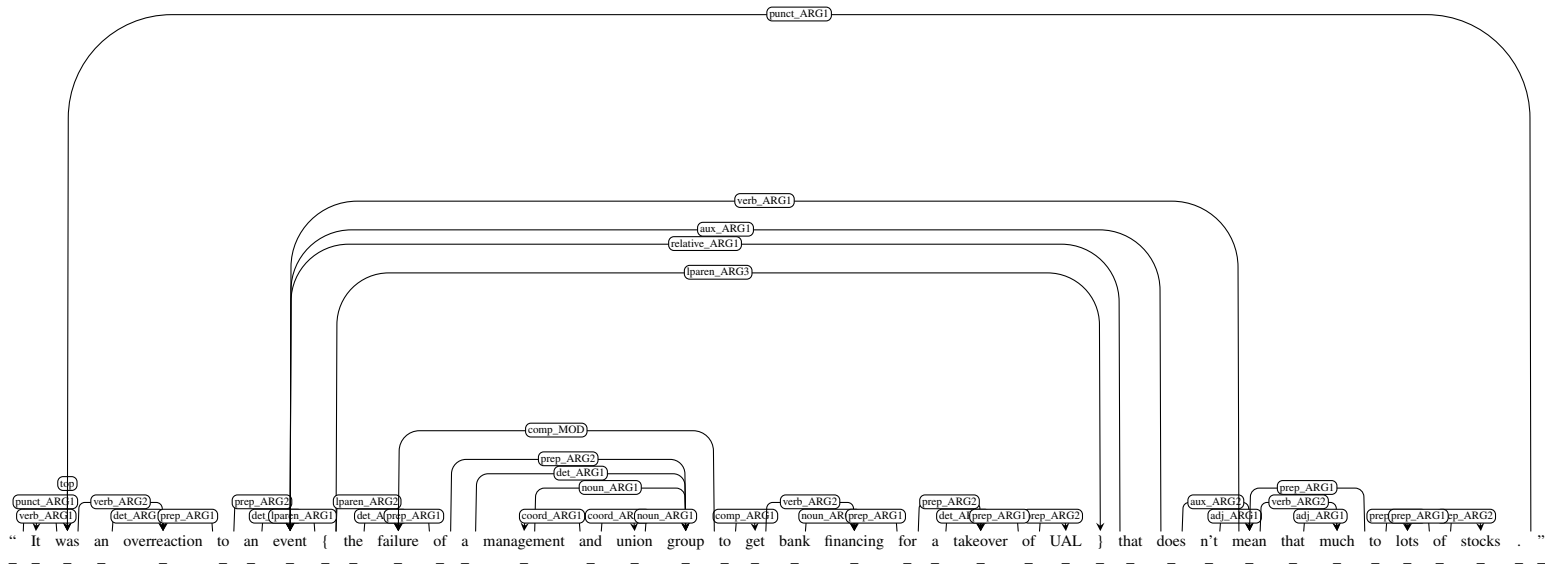 punct_ARG1
verb_ARG1
aux_ARG1
relative_ARG1
lparen_ARG3
comp_MOD
prep_ARG2
det_ARG1
noun_ARG1
top
prep_ARG1
punct_ARG1 verb_ARG2 prep_ARG2 lparen_ARG2 verb_ARG2 prep_ARG2 aux_ARG2 verb_ARG2
verb_ARG1 prep_ARG1 lparen_ARG1 prep_ARG1 coord_ARG1 noun_ARG1 comp_ARG1 prep_ARG1 prep_ARG1 adj_ARG1 prep_ARG1
“ It was an overreaction to an event { the failure of a management and union group to get bank financing for a takeover of UAL } that does n't mean that much to lots of stocks . ”